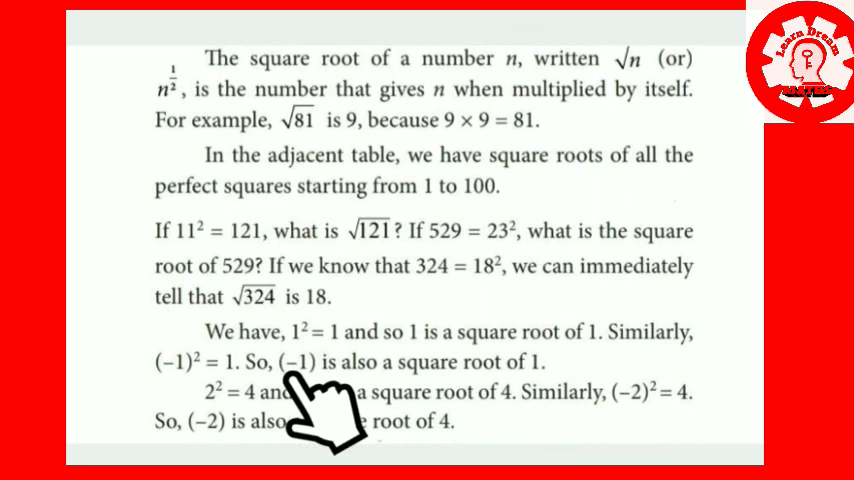 Learn Dream
MATHS
The square root of a number n, written √n (or)
n^(1/2), is the number that gives n when multiplied by itself.
For example, √81 is 9, because 9 × 9 = 81.
In the adjacent table, we have square roots of all the
perfect squares starting from 1 to 100.
If 11² = 121, what is √121? If 529 = 23², what is the square
root of 529? If we know that 324 = 18², we can immediately
tell that √324 is 18.
We have, 1² = 1 and so 1 is a square root of 1. Similarly,
(−1)² = 1. So, (−1) is also a square root of 1.
2² = 4 and a square root of 4. Similarly, (−2)² = 4.
So, (−2) is also root of 4.